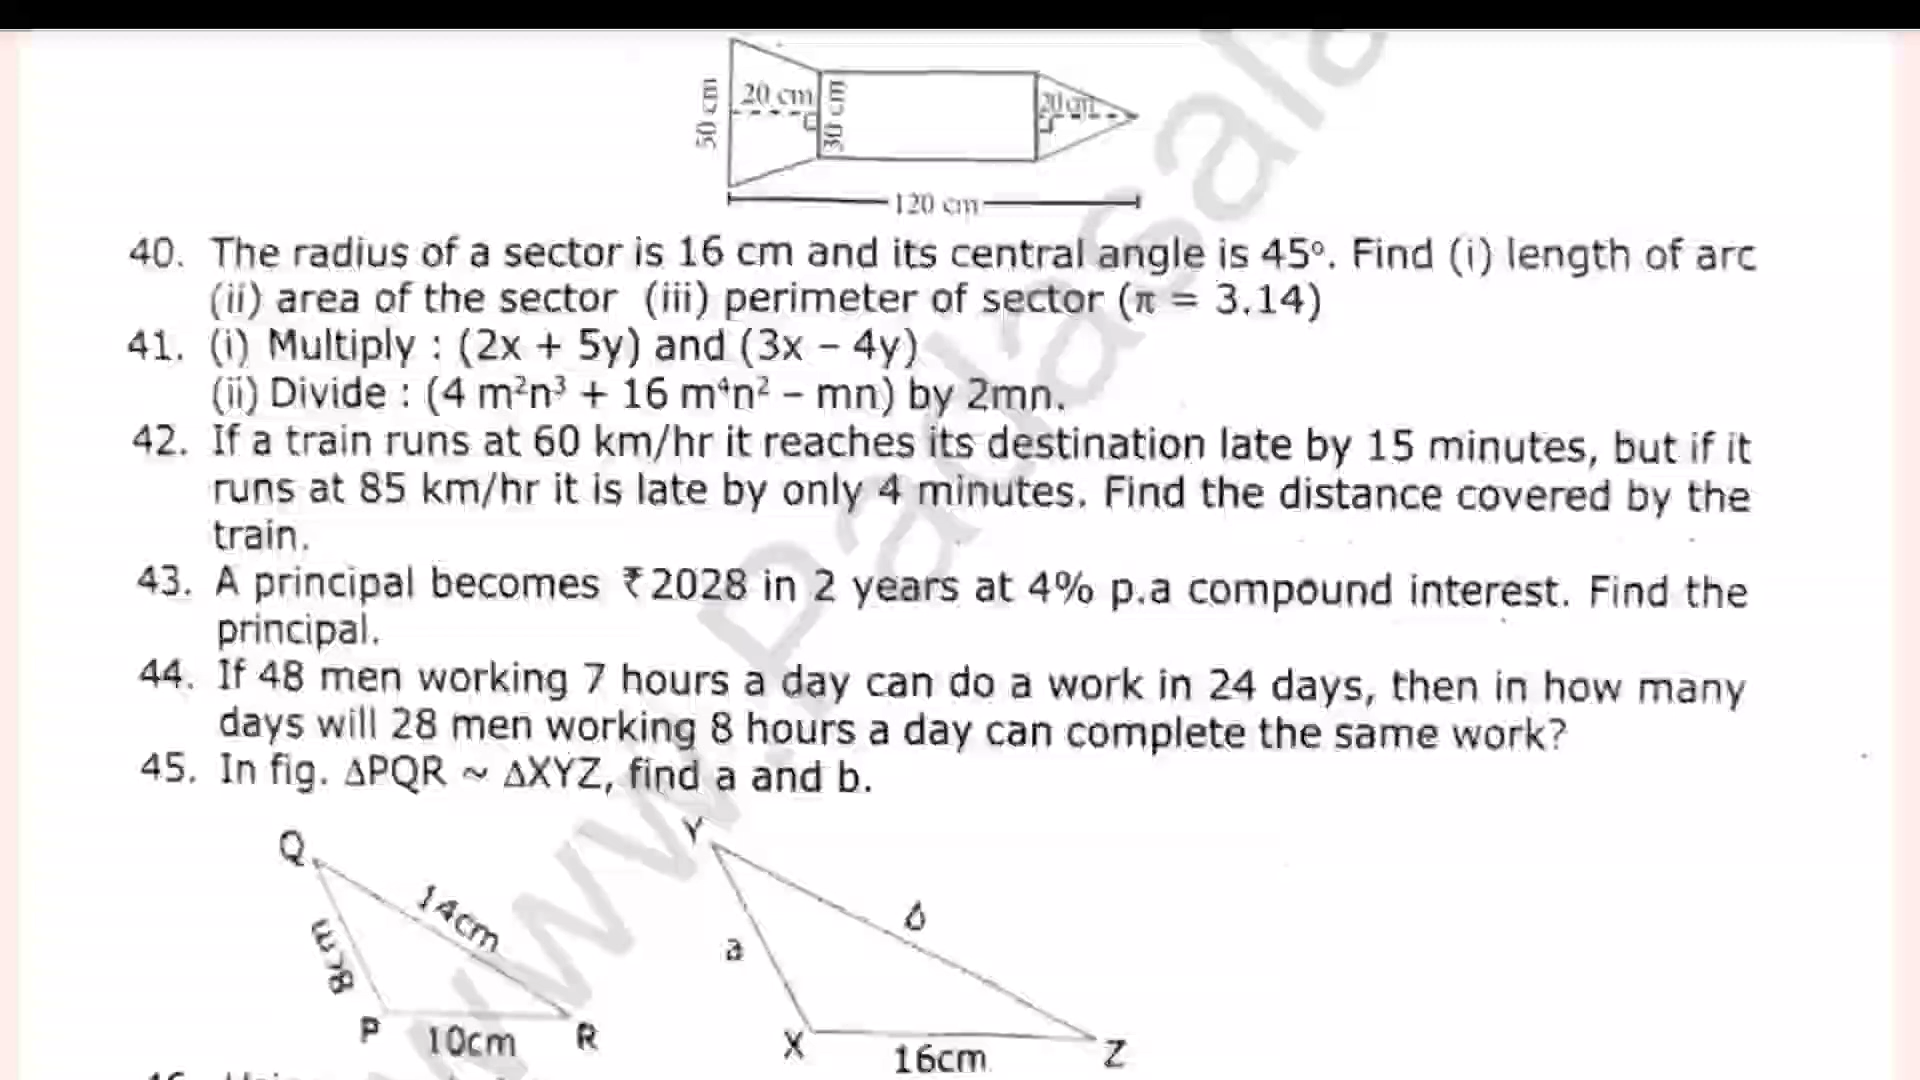 50 cm
20 cm
30 cm
20 cm
120 cm
40. The radius of a sector is 16 cm and its central angle is 45°. Find (i) length of arc
(ii) area of the sector (iii) perimeter of sector (π = 3.14)
41. (i) Multiply : (2x + 5y) and (3x – 4y)
(ii) Divide : (4 m²n³ + 16 m⁴n² – mn) by 2mn.
42. If a train runs at 60 km/hr it reaches its destination late by 15 minutes, but if it
runs at 85 km/hr it is late by only 4 minutes. Find the distance covered by the
train.
43. A principal becomes ₹2028 in 2 years at 4% p.a compound interest. Find the
principal.
44. If 48 men working 7 hours a day can do a work in 24 days, then in how many
days will 28 men working 8 hours a day can complete the same work?
45. In fig. ΔPQR ~ ΔXYZ, find a and b.
Q
14cm
8cm
P
10cm
R
Y
b
a
X
16cm
Z
www.Padasala